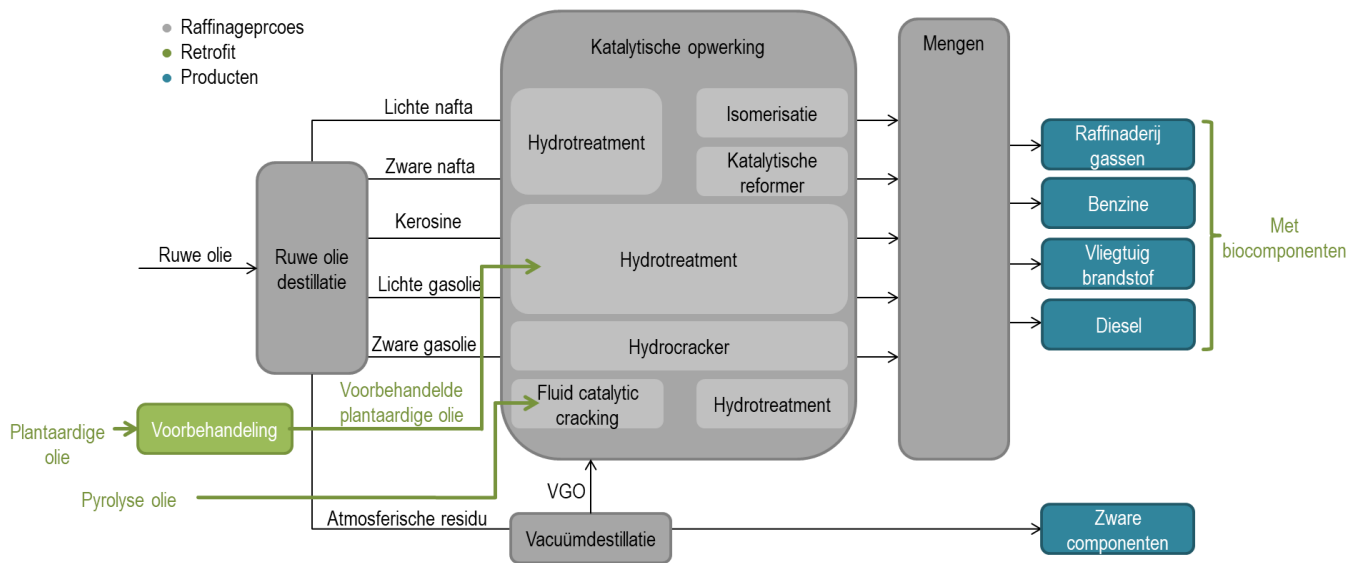 Raffinageprcoes
Retrofit
Producten
Katalytische opwerking
Mengen
Lichte nafta
Hydrotreatment
Isomerisatie
Raffinaderij
gassen
Zware nafta
Katalytische
reformer
Benzine
Kerosine
Ruwe olie
Ruwe olie
destillatie
Hydrotreatment
Vliegtuig
brandstof
Met
biocomponenten
Lichte gasolie
Diesel
Zware gasolie
Hydrocracker
Voorbehandelde
plantaardige olie
Fluid catalytic
cracking
Hydrotreatment
Plantaardige
olie
Voorbehandeling
Pyrolyse olie
VGO
Atmosferische residu
Vacuümdestillatie
Zware
componenten